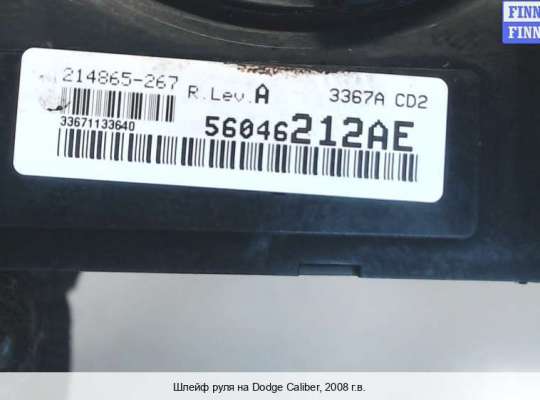 FINN
FINN
214865-267
R.Lev.A
3367A CD2
33671133640
56046212AE
Шлейф руля на Dodge Caliber, 2008 г.в.